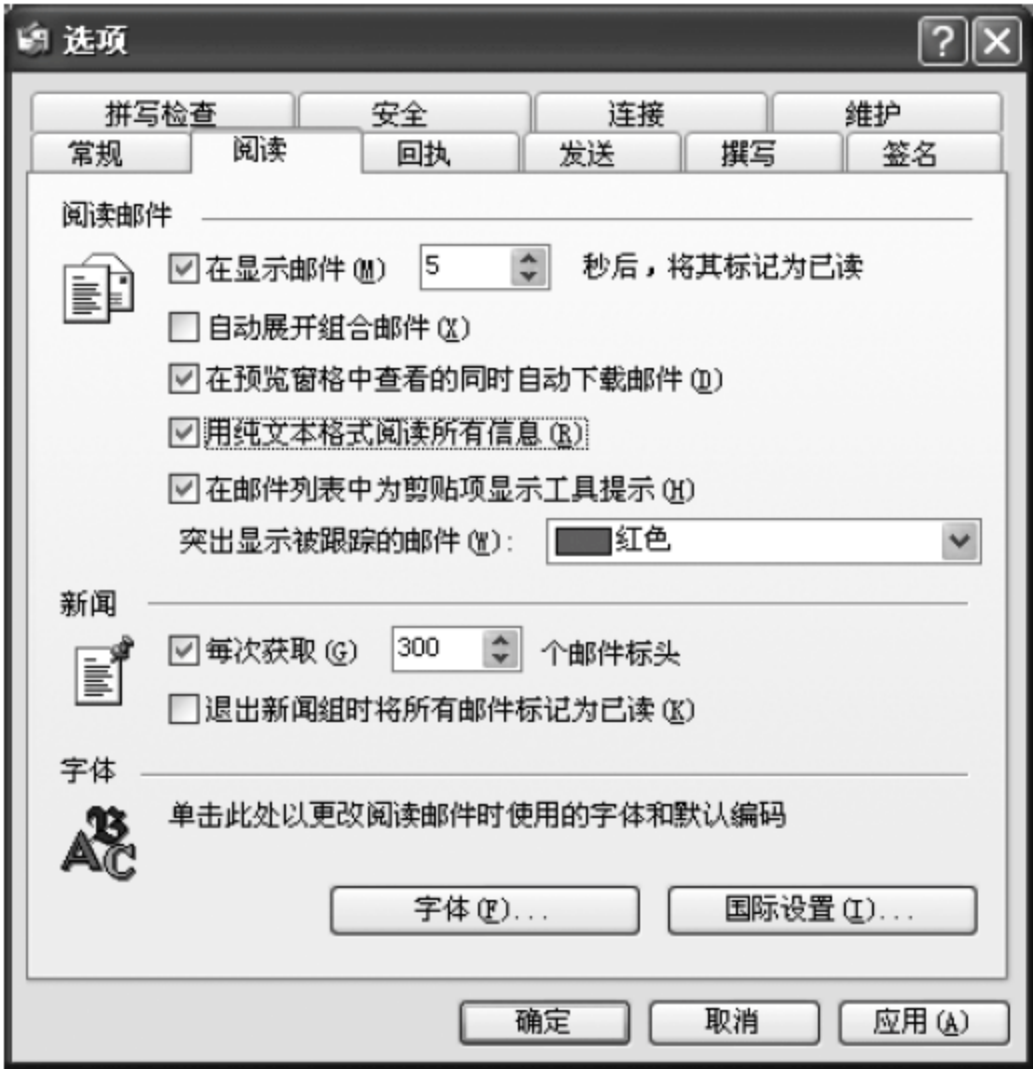 选项
拼写检查 安全 连接 维护
常规 阅读 回执 发送 撰写 签名
阅读邮件
在显示邮件(M) 5 秒后，将其标记为已读
自动展开组合邮件(X)
在预览窗格中查看的同时自动下载邮件(D)
用纯文本格式阅读所有信息(R)
在邮件列表中为剪贴项显示工具提示(H)
突出显示被跟踪的邮件(W): 红色
新闻
每次获取(G) 300 个邮件标头
退出新闻组时将所有邮件标记为已读(K)
字体
单击此处以更改阅读邮件时使用的字体和默认编码
字体(F)... 国际设置(I)...
确定 取消 应用(A)